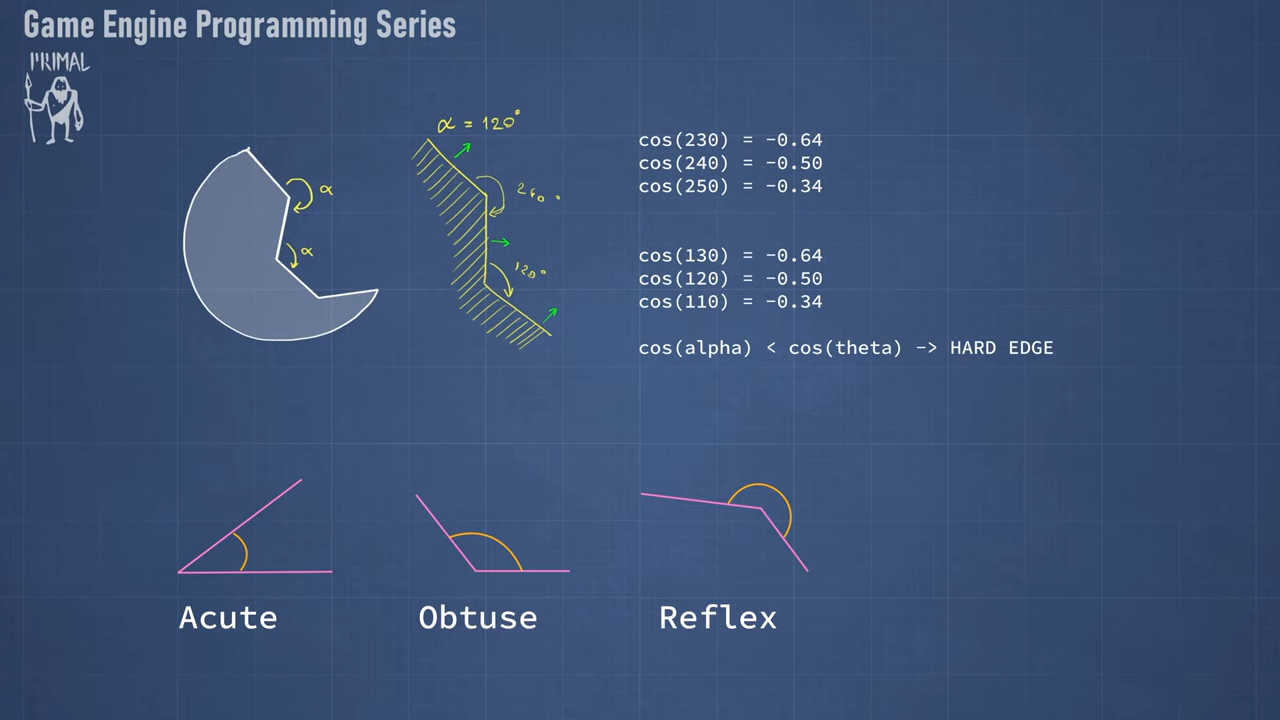 Game Engine Programming Series
PRIMAL
α = 120°
α
α
240°
120°
cos(230) = -0.64
cos(240) = -0.50
cos(250) = -0.34
cos(130) = -0.64
cos(120) = -0.50
cos(110) = -0.34
cos(alpha) < cos(theta) -> HARD EDGE
Acute
Obtuse
Reflex